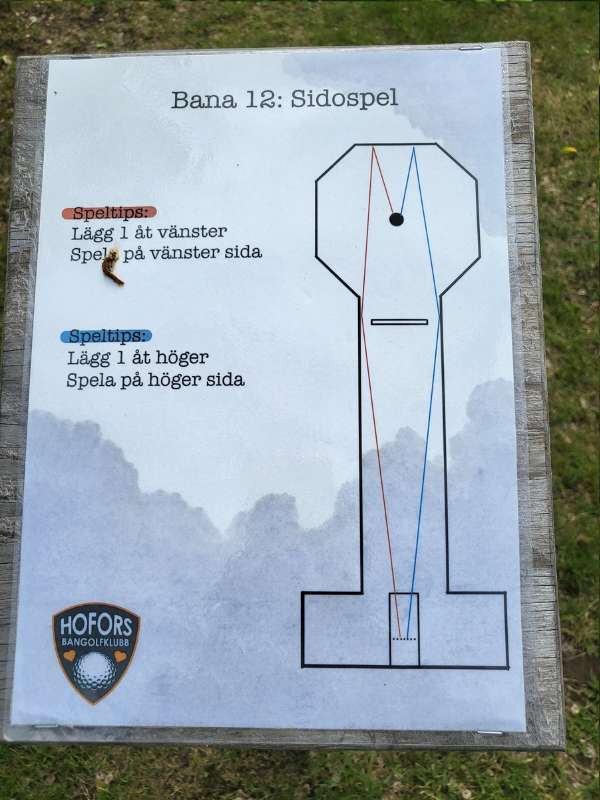 Bana 12: Sidospel
Speltips:
Lägg 1 åt vänster
Spela på vänster sida
Speltips:
Lägg 1 åt höger
Spela på höger sida
HOFORS
BANGOLFKLUBB